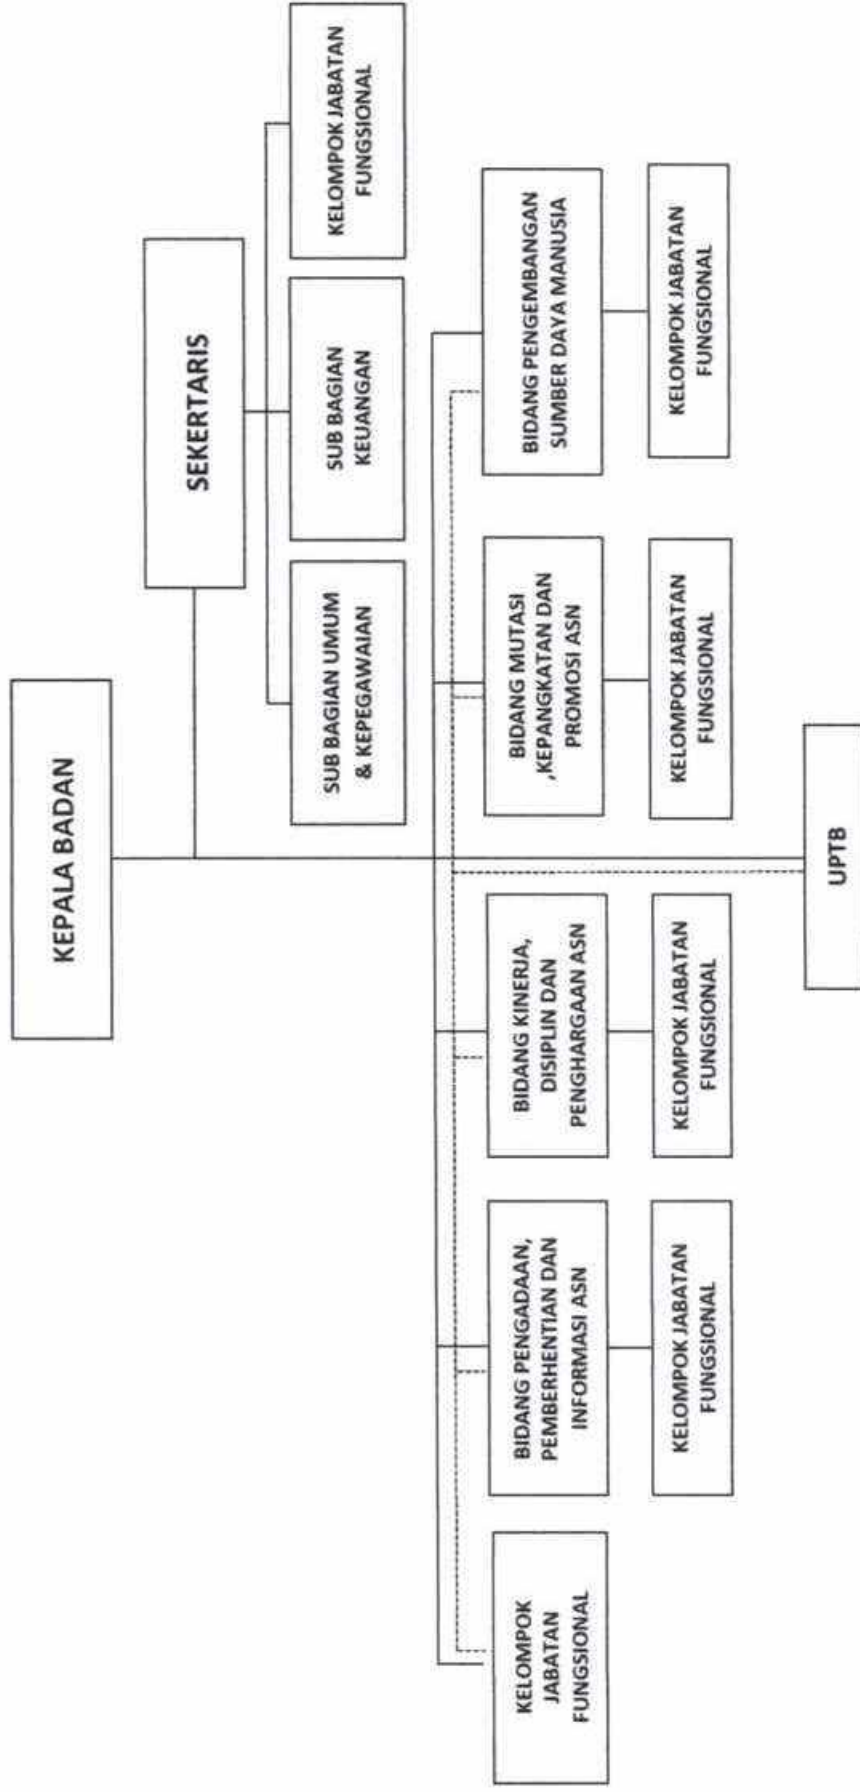 KEPALA BADAN
SEKERTARIS
SUB BAGIAN UMUM
& KEPEGAWAIAN
SUB BAGIAN
KEUANGAN
KELOMPOK JABATAN
FUNGSIONAL
KELOMPOK
JABATAN
FUNGSIONAL
BIDANG PENGADAAN,
PEMBERHENTIAN DAN
INFORMASI ASN
BIDANG KINERJA,
DISIPLIN DAN
PENGHARGAAN ASN
BIDANG MUTASI
,KEPANGKATAN DAN
PROMOSI ASN
BIDANG PENGEMBANGAN
SUMBER DAYA MANUSIA
KELOMPOK JABATAN
FUNGSIONAL
KELOMPOK JABATAN
FUNGSIONAL
KELOMPOK JABATAN
FUNGSIONAL
KELOMPOK JABATAN
FUNGSIONAL
UPTB